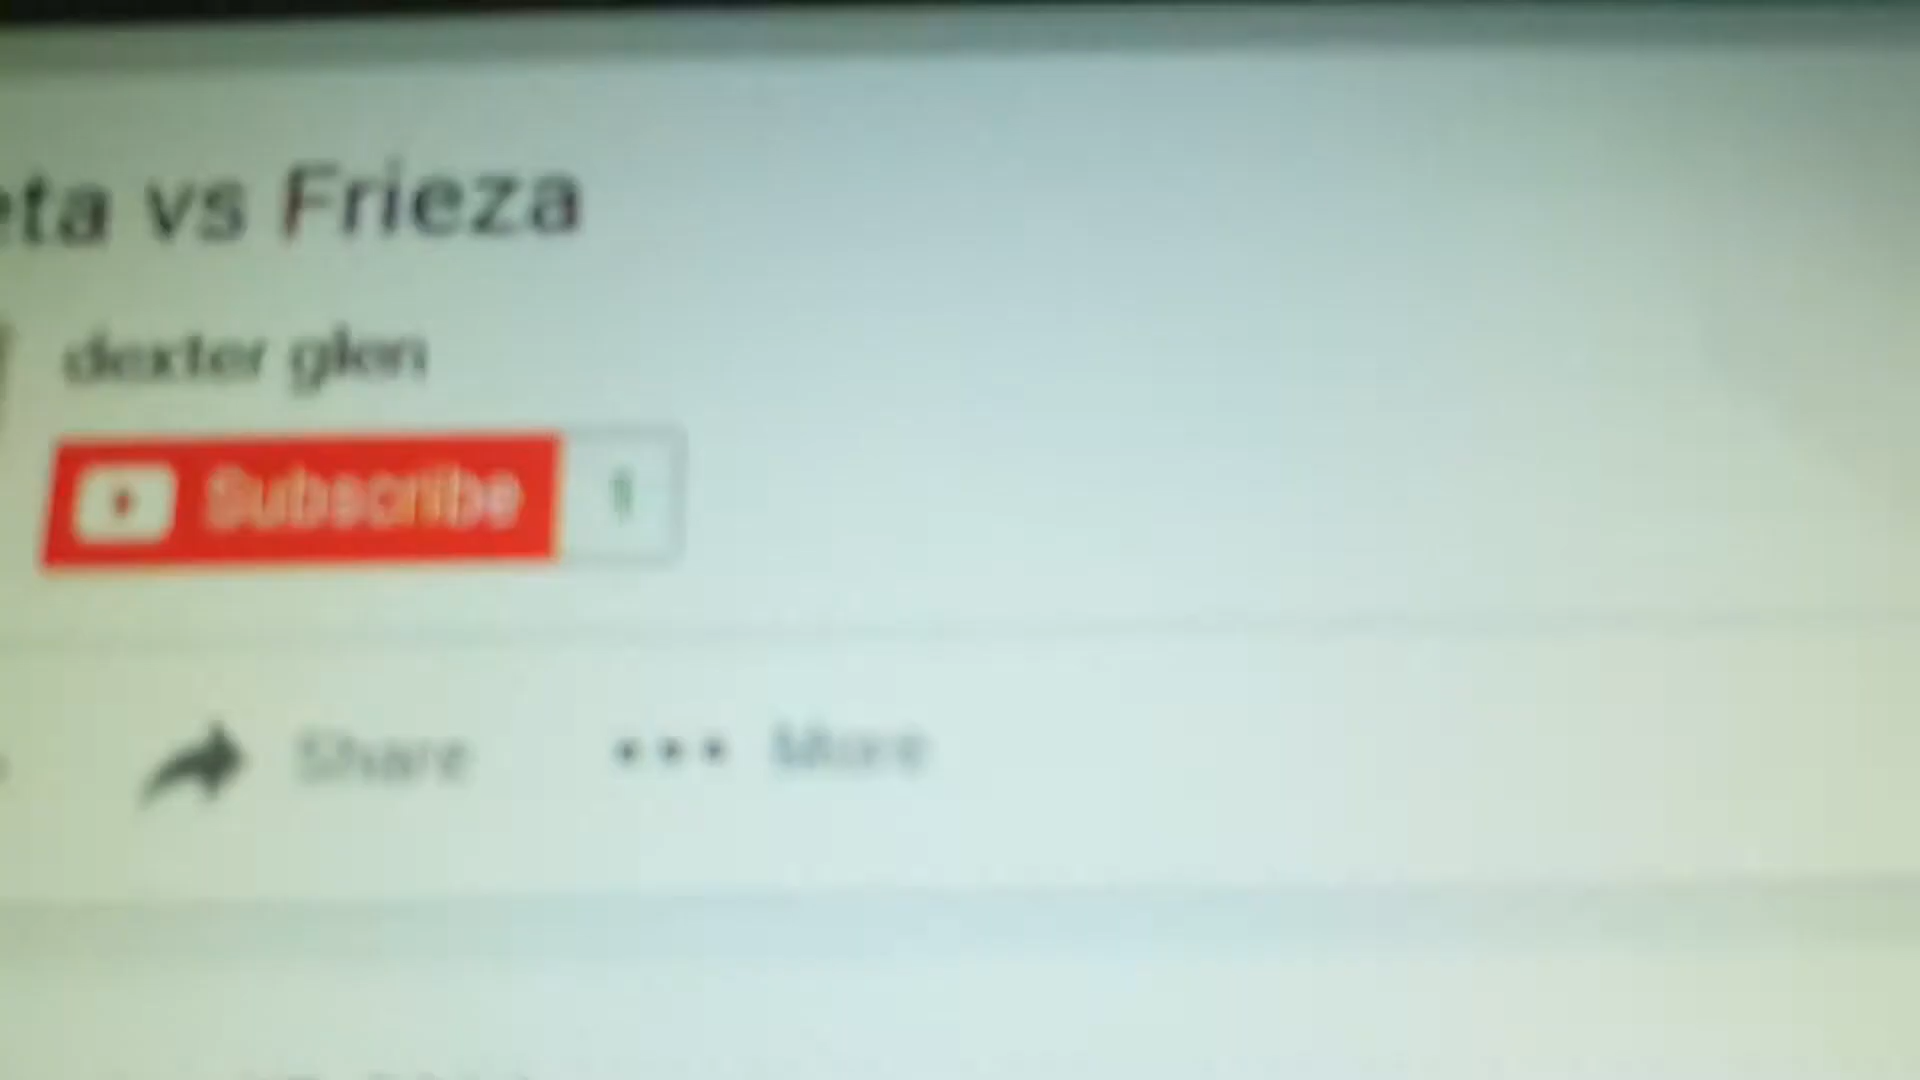 eta vs Frieza
dexter glen
Subscribe 1
Share ••• More